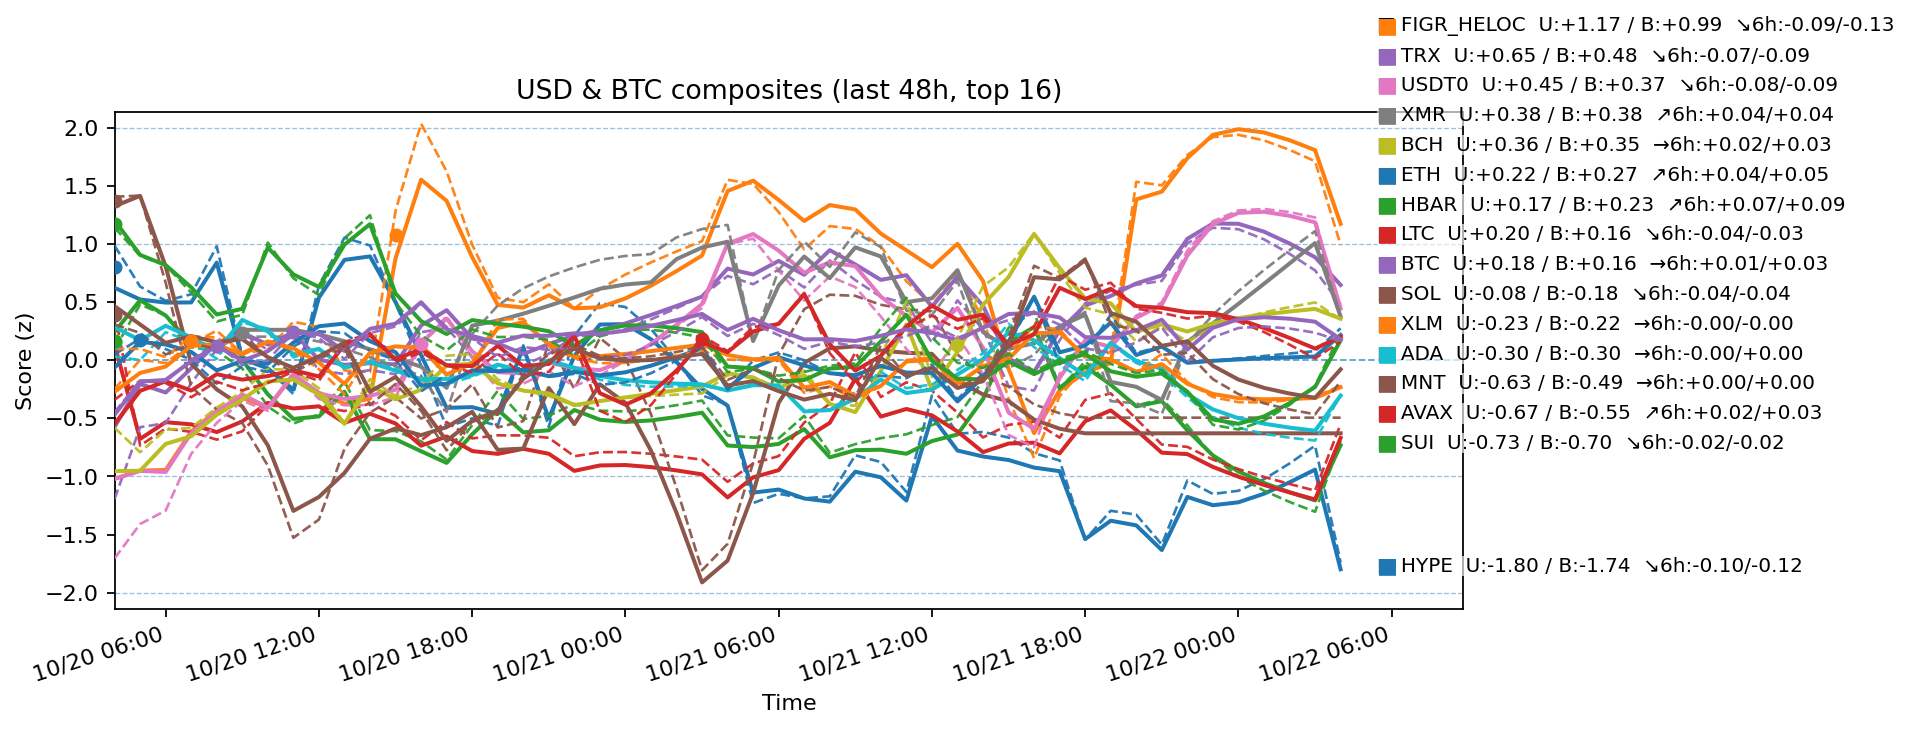 FIGR_HELOC  U:+1.17 / B:+0.99  ↘6h:-0.09/-0.13
TRX  U:+0.65 / B:+0.48  ↘6h:-0.07/-0.09
USDT0  U:+0.45 / B:+0.37  ↘6h:-0.08/-0.09
XMR  U:+0.38 / B:+0.38  ↗6h:+0.04/+0.04
BCH  U:+0.36 / B:+0.35  →6h:+0.02/+0.03
ETH  U:+0.22 / B:+0.27  ↗6h:+0.04/+0.05
HBAR  U:+0.17 / B:+0.23  ↗6h:+0.07/+0.09
LTC  U:+0.20 / B:+0.16  ↘6h:-0.04/-0.03
BTC  U:+0.18 / B:+0.16  →6h:+0.01/+0.03
SOL  U:-0.08 / B:-0.18  ↘6h:-0.04/-0.04
XLM  U:-0.23 / B:-0.22  →6h:-0.00/-0.00
ADA  U:-0.30 / B:-0.30  →6h:-0.00/+0.00
MNT  U:-0.63 / B:-0.49  →6h:+0.00/+0.00
AVAX  U:-0.67 / B:-0.55  ↗6h:+0.02/+0.03
SUI  U:-0.73 / B:-0.70  ↘6h:-0.02/-0.02
HYPE  U:-1.80 / B:-1.74  ↘6h:-0.10/-0.12
USD & BTC composites (last 48h, top 16)
Score (z)
2.0
1.5
1.0
0.5
0.0
−0.5
−1.0
−1.5
−2.0
10/20 06:00
10/20 12:00
10/20 18:00
10/21 00:00
10/21 06:00
10/21 12:00
10/21 18:00
10/22 00:00
10/22 06:00
Time